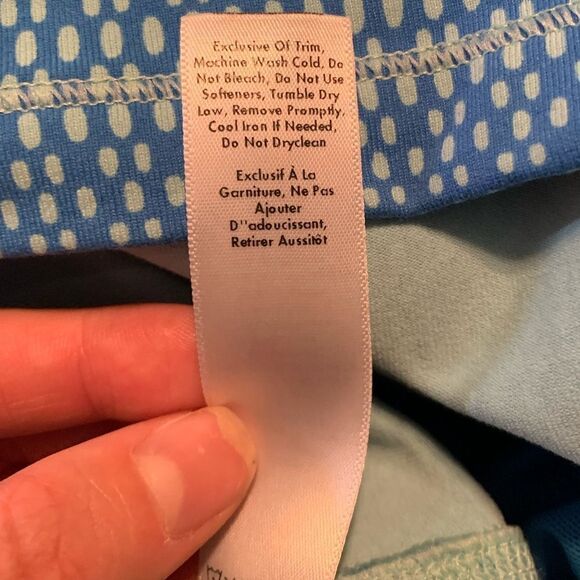 Exclusive Of Trim,
Machine Wash Cold, Do
Not Bleach, Do Not Use
Softeners, Tumble Dry
Low, Remove Promptly.
Cool Iron If Needed,
Do Not Dryclean
Exclusif À La
Garniture, Ne Pas
Ajouter
D''adoucissant,
Retirer Aussitôt